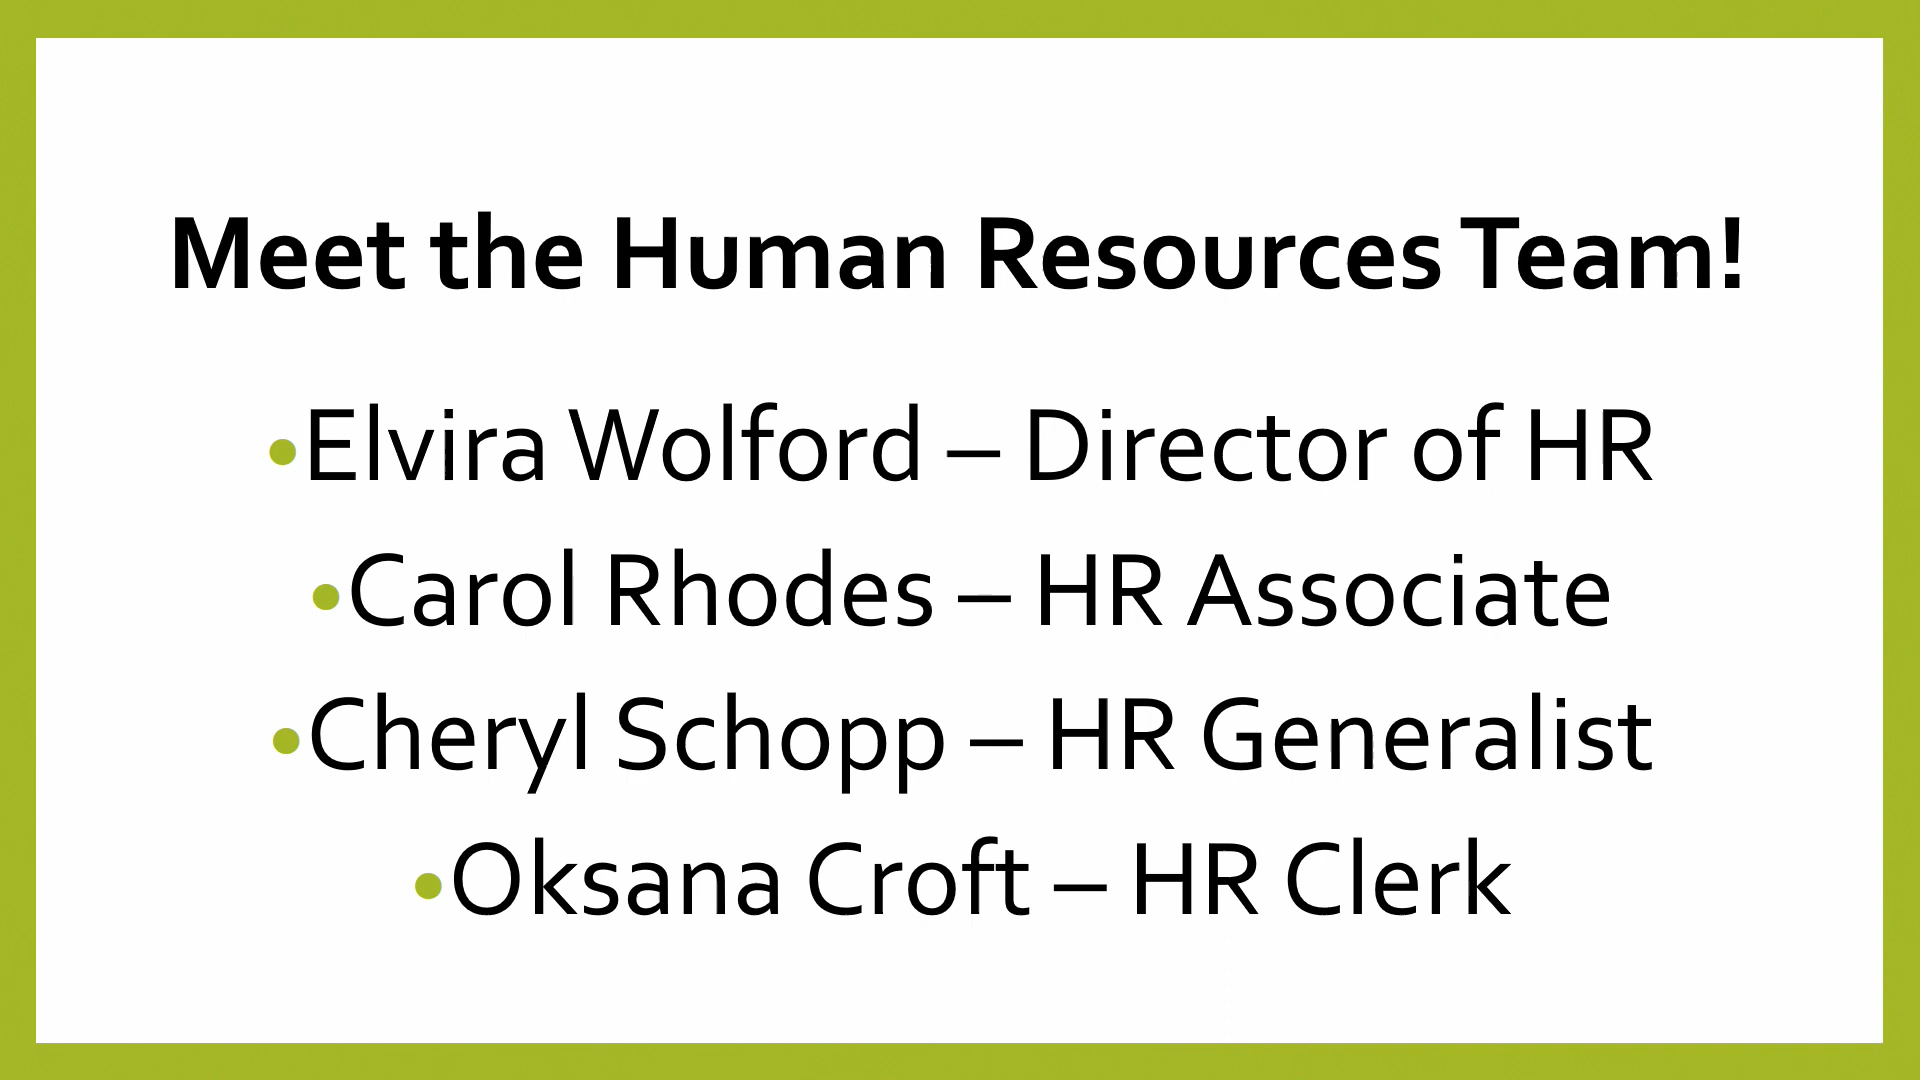 Meet the Human Resources Team!
•Elvira Wolford – Director of HR
•Carol Rhodes – HR Associate
•Cheryl Schopp – HR Generalist
•Oksana Croft – HR Clerk